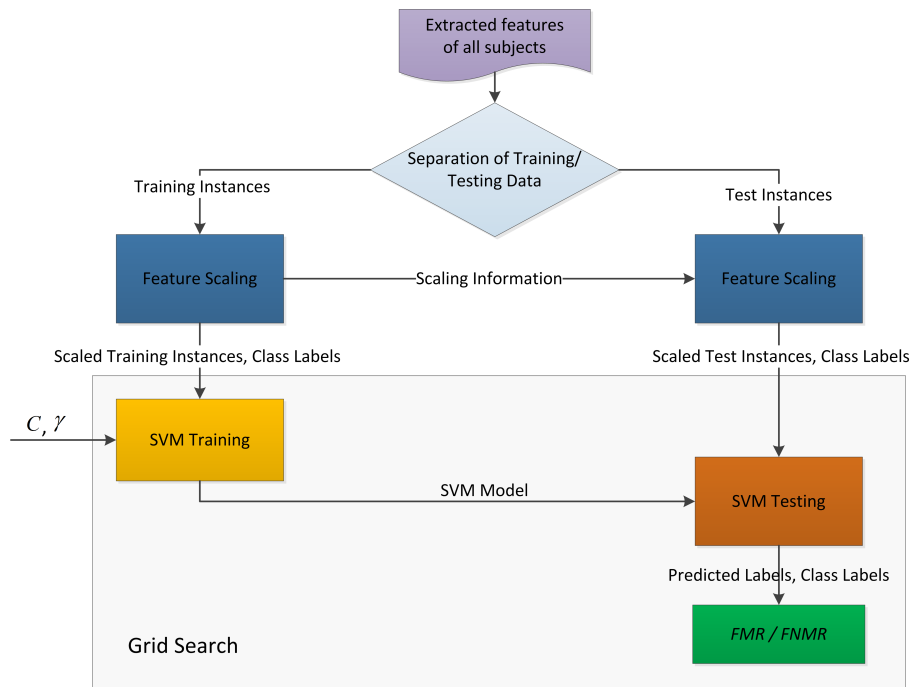 Extracted features
of all subjects
Separation of Training/
Testing Data
Training Instances
Test Instances
Feature Scaling
Scaling Information
Feature Scaling
Scaled Training Instances, Class Labels
Scaled Test Instances, Class Labels
C, γ
SVM Training
SVM Model
SVM Testing
Predicted Labels, Class Labels
FMR / FNMR
Grid Search